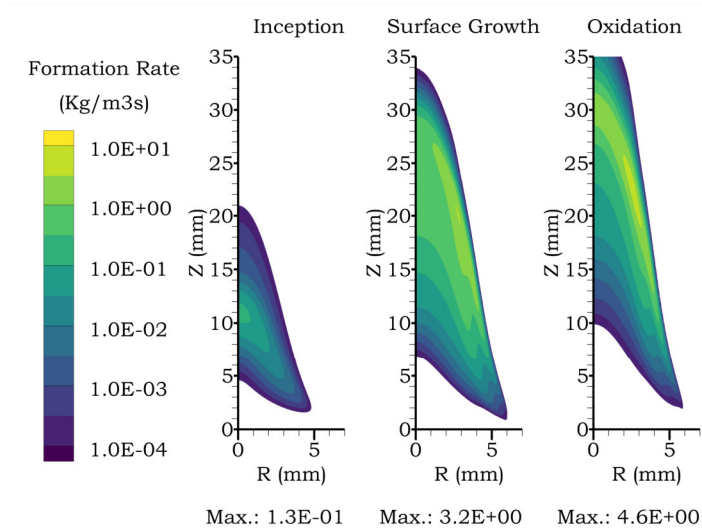 Inception Surface Growth Oxidation
Formation Rate
(Kg/m3s)
1.0E+01
1.0E+00
1.0E-01
1.0E-02
1.0E-03
1.0E-04
Z (mm)
35
30
25
20
15
10
5
0
0 5
R (mm)
Max.: 1.3E-01
Z (mm)
35
30
25
20
15
10
5
0
0 5
R (mm)
Max.: 3.2E+00
Z (mm)
35
30
25
20
15
10
5
0
0 5
R (mm)
Max.: 4.6E+00